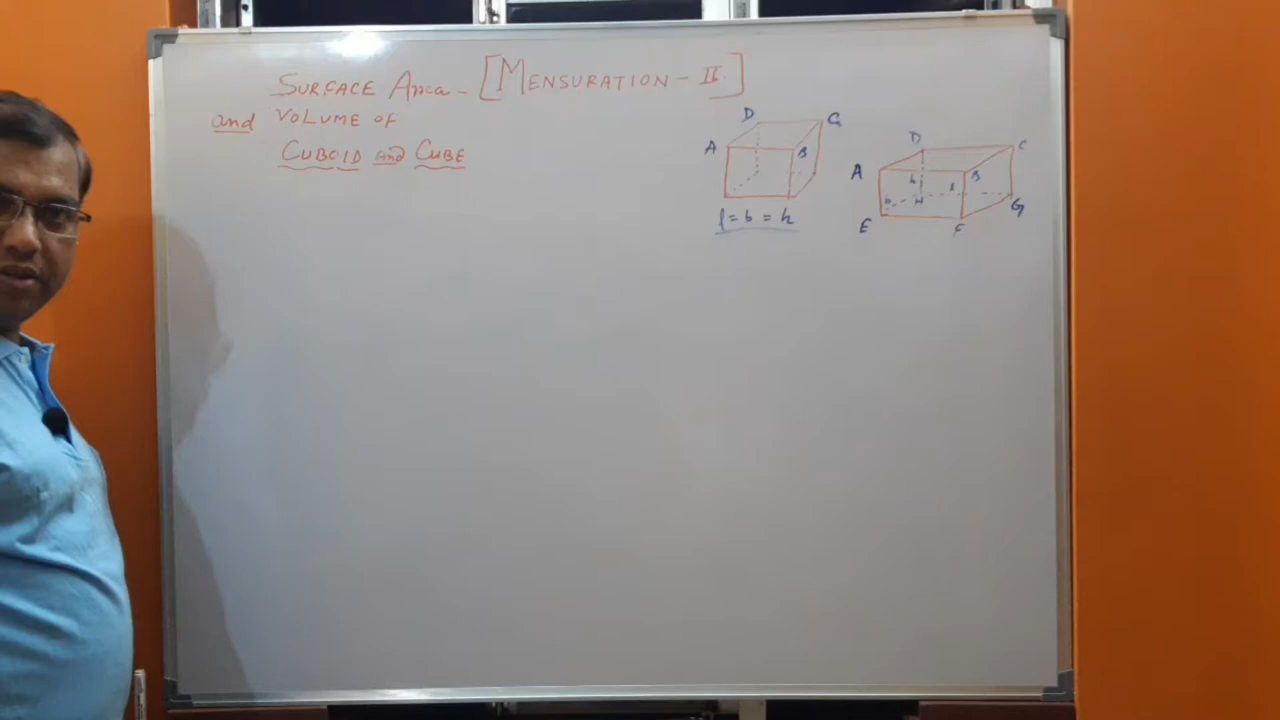 SURFACE Area - [MENSURATION - II]
and VOLUME OF
CUBOID and CUBE
D
C
A
B
l = b = h
D
C
A
B
h
l
b
H
G
E
F